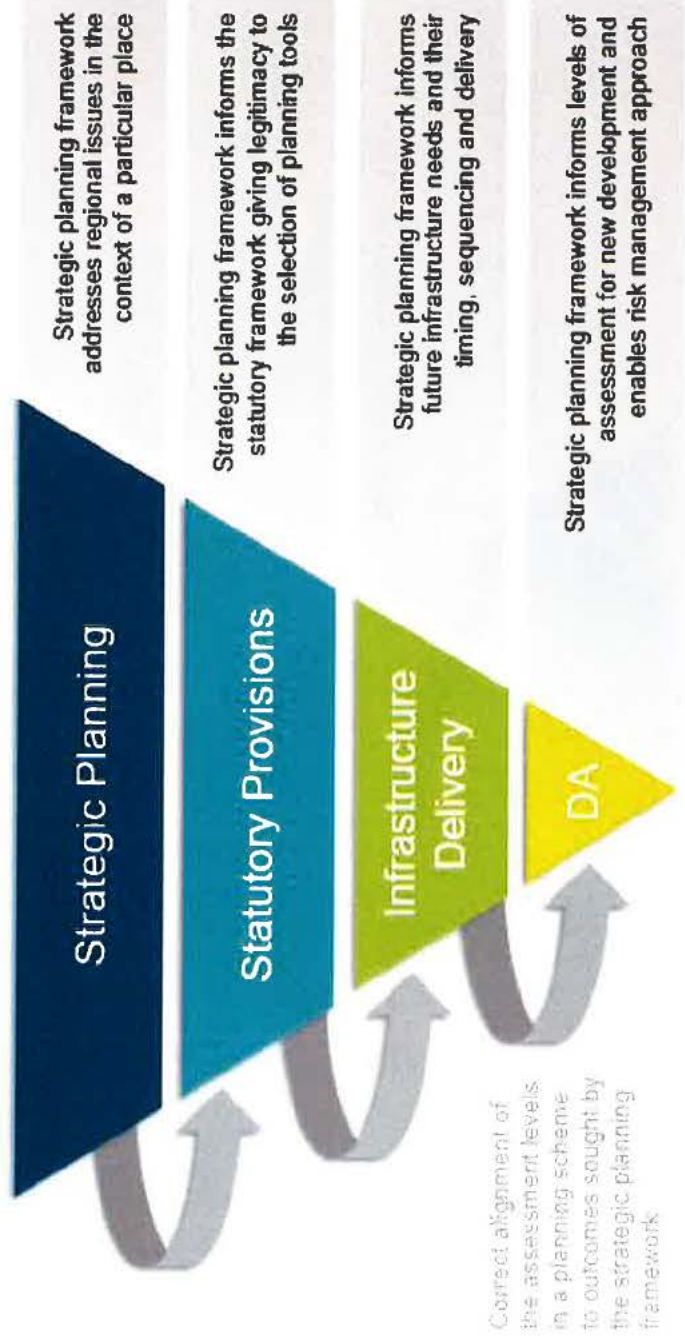 Strategic Planning
Strategic planning framework
addresses regional issues in the
context of a particular place
Statutory Provisions
Strategic planning framework informs the
statutory framework giving legitimacy to
the selection of planning tools
Infrastructure
Delivery
Strategic planning framework informs
future infrastructure needs and their
timing, sequencing and delivery
DA
Strategic planning framework informs levels of
assessment for new development and
enables risk management approach
Correct alignment of
the assessment levels
in a planning scheme
to outcomes sought by
the strategic planning
framework